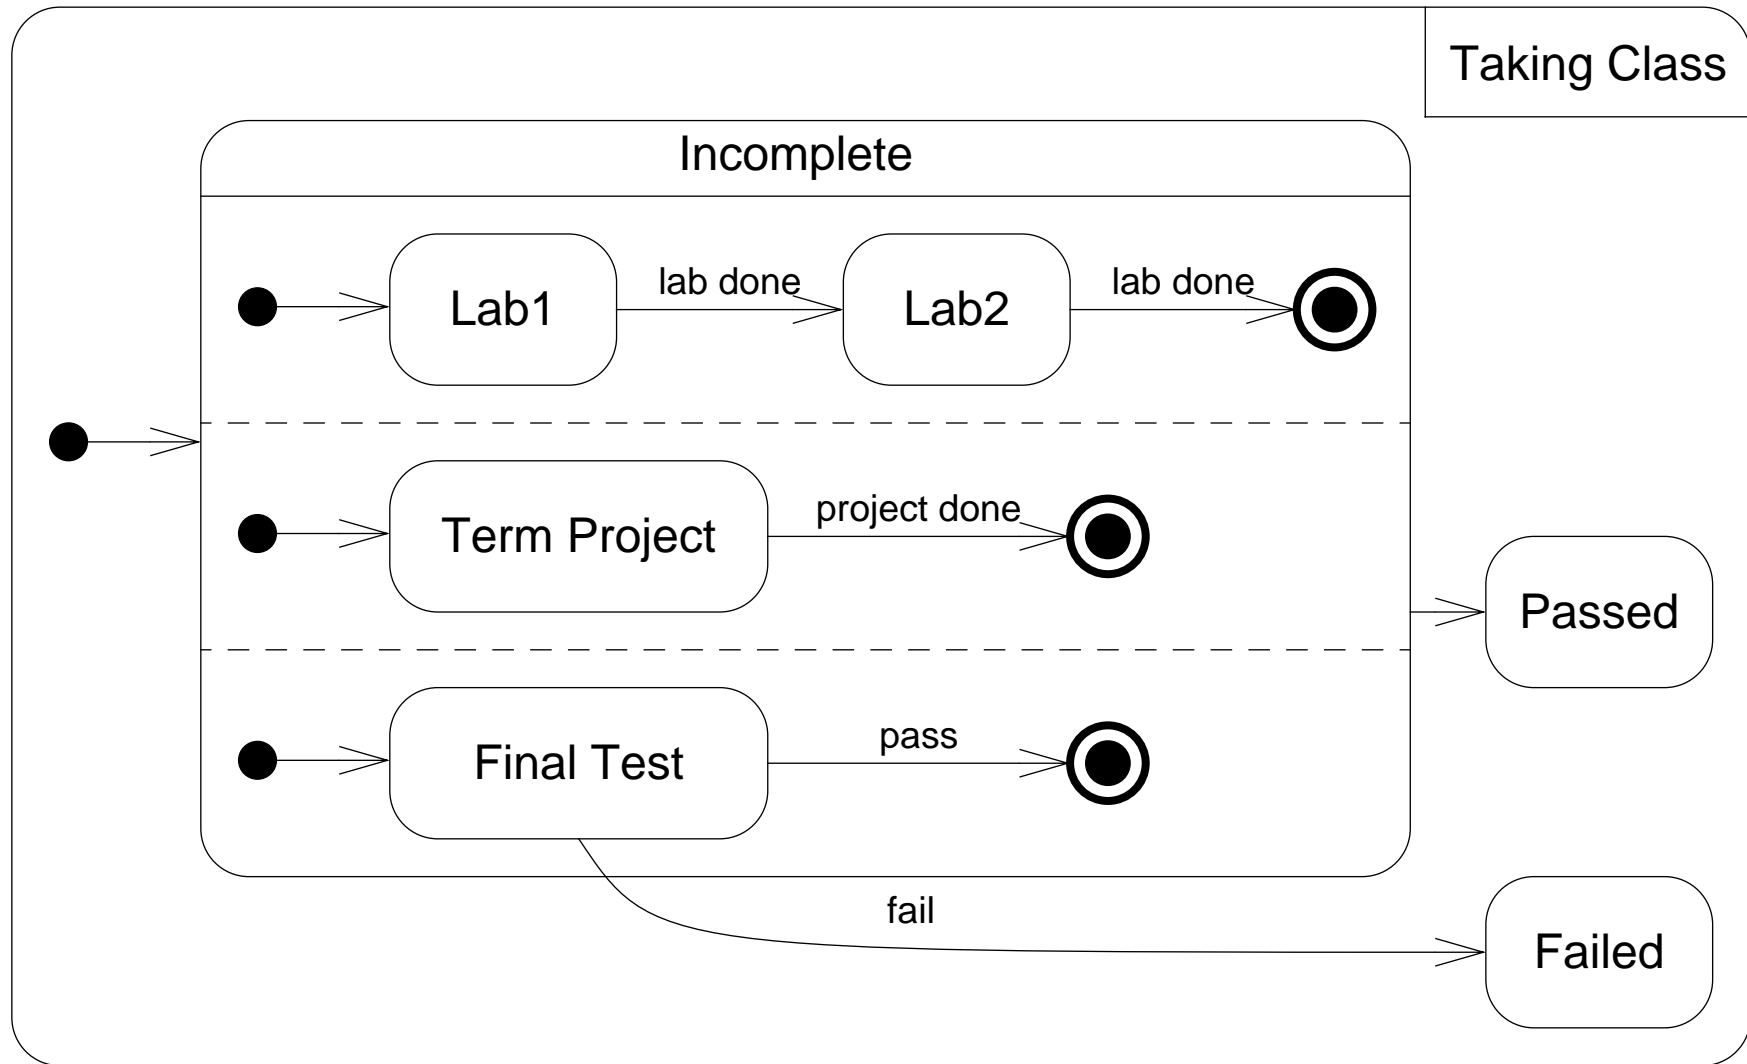 Taking Class
Incomplete
Lab1
lab done
Lab2
lab done
Term Project
project done
Passed
Final Test
pass
fail
Failed